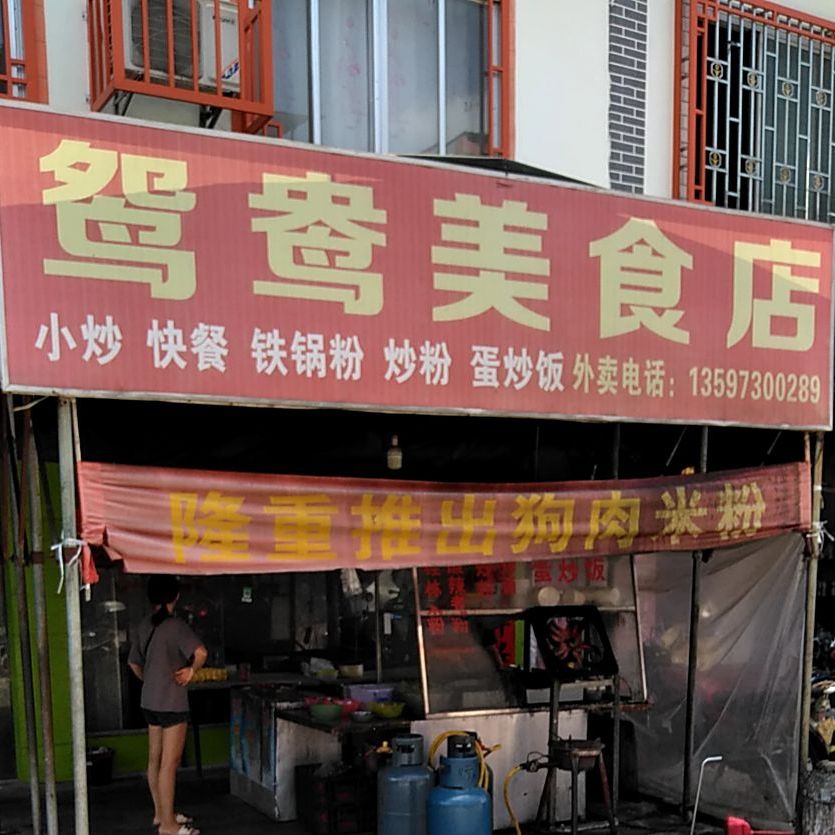 鸳鸯美食店
小炒 快餐 铁锅粉 炒粉 蛋炒饭 外卖电话：13597300289
隆重推出狗肉米粉
蛋炒饭